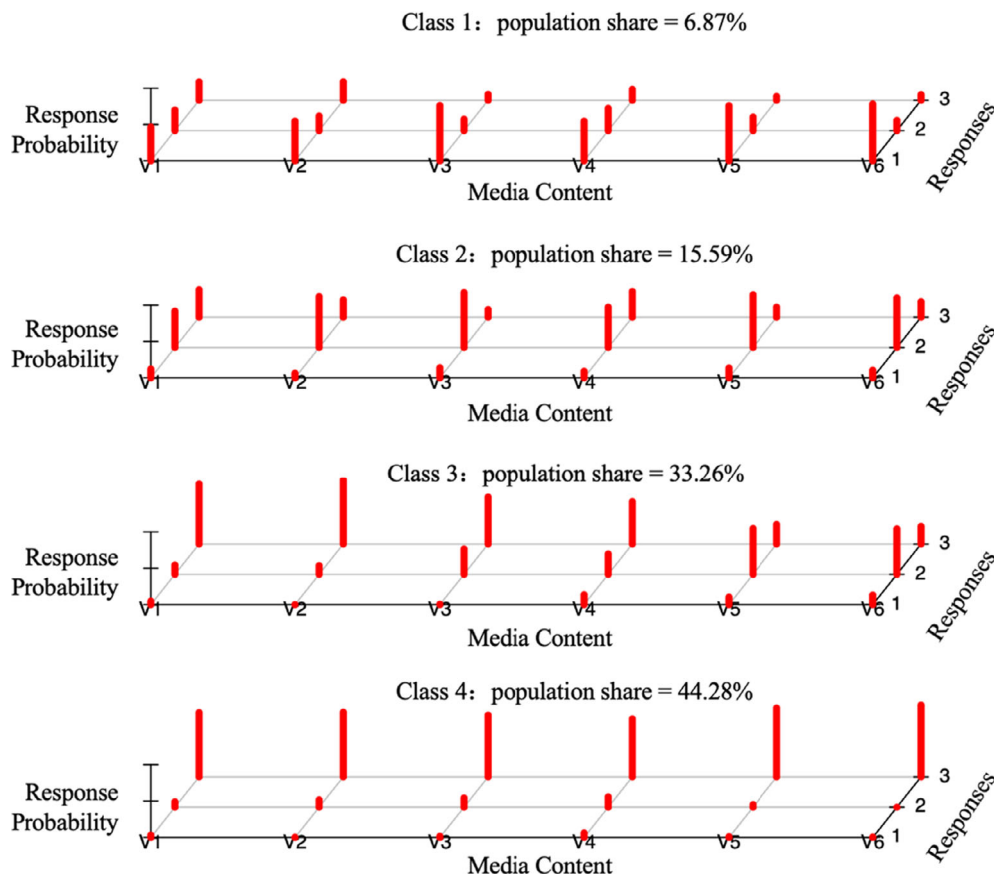 Class 1： population share = 6.87%
Response
Probability
3
2
1
Responses
V1 V2 V3 V4 V5 V6
Media Content
Class 2： population share = 15.59%
Response
Probability
3
2
1
Responses
V1 V2 V3 V4 V5 V6
Media Content
Class 3： population share = 33.26%
Response
Probability
3
2
1
Responses
V1 V2 V3 V4 V5 V6
Media Content
Class 4： population share = 44.28%
Response
Probability
3
2
1
Responses
V1 V2 V3 V4 V5 V6
Media Content